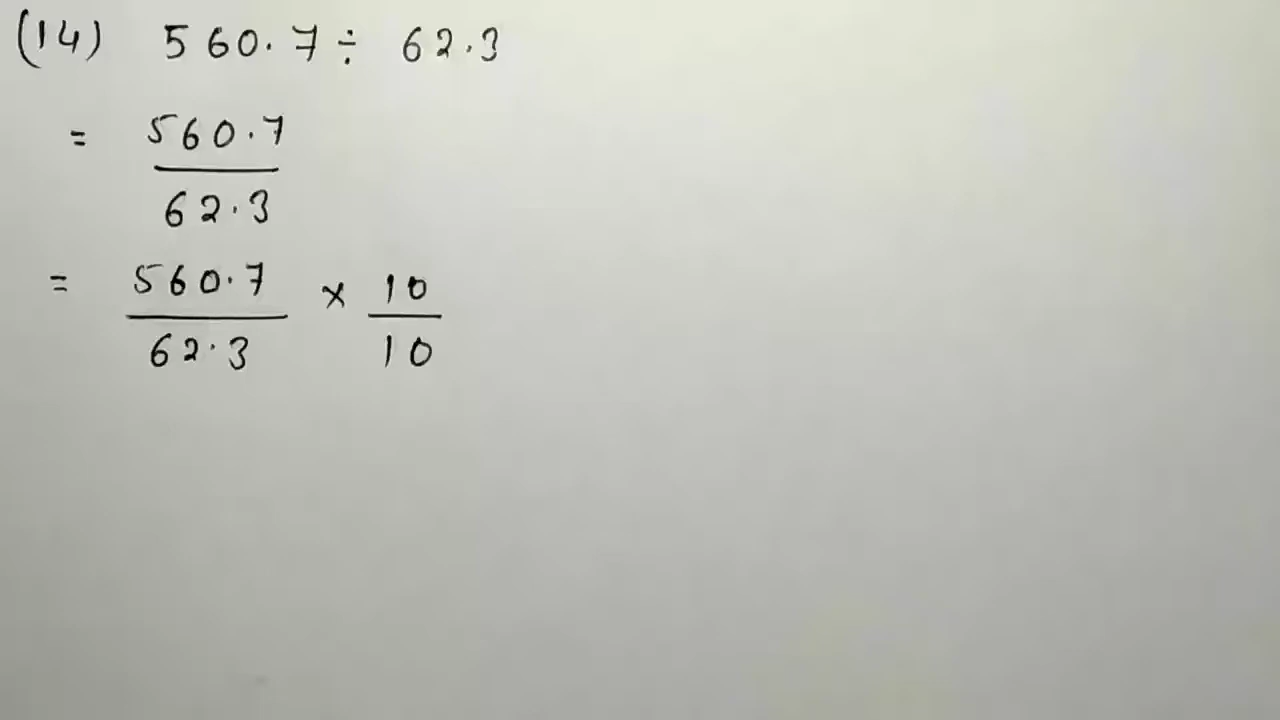 (14) 560.7 ÷ 62.3
= 560.7
62.3
= 560.7 × 10
62.3 10